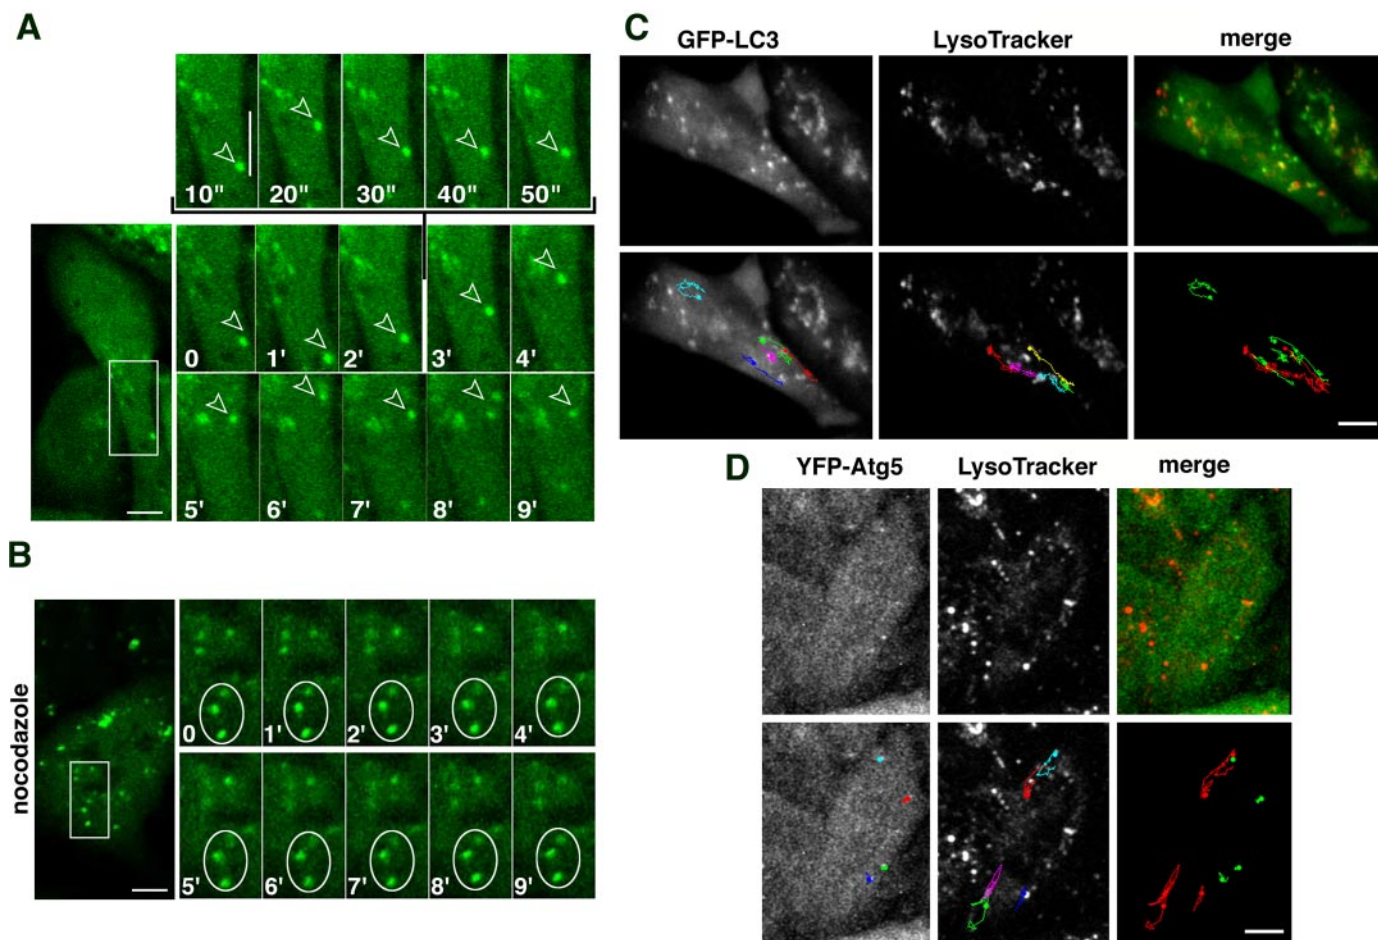 A
10" 20" 30" 40" 50"
0 1' 2' 3' 4'
5' 6' 7' 8' 9'
B
nocodazole
0 1' 2' 3' 4'
5' 6' 7' 8' 9'
C
GFP-LC3 LysoTracker merge
D
YFP-Atg5 LysoTracker merge